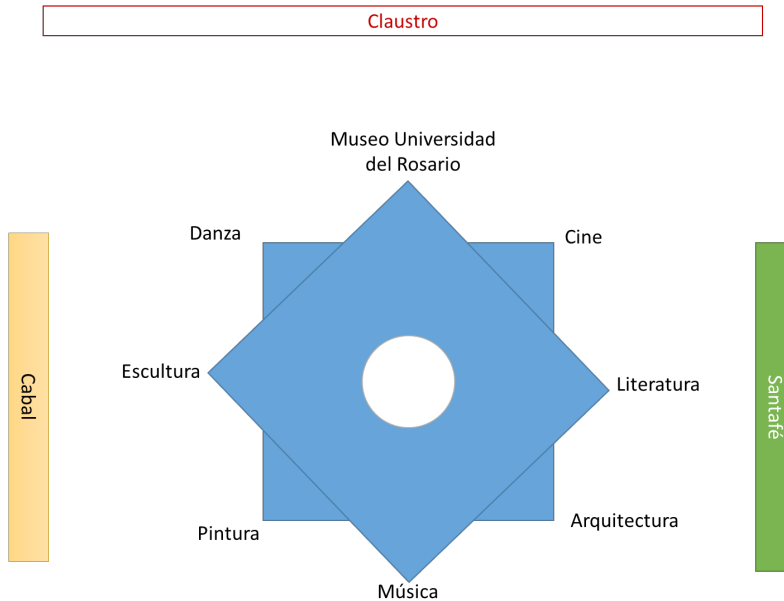 Claustro
Museo Universidad
del Rosario
Danza
Cine
Escultura
Literatura
Cabal
Santafé
Pintura
Arquitectura
Música